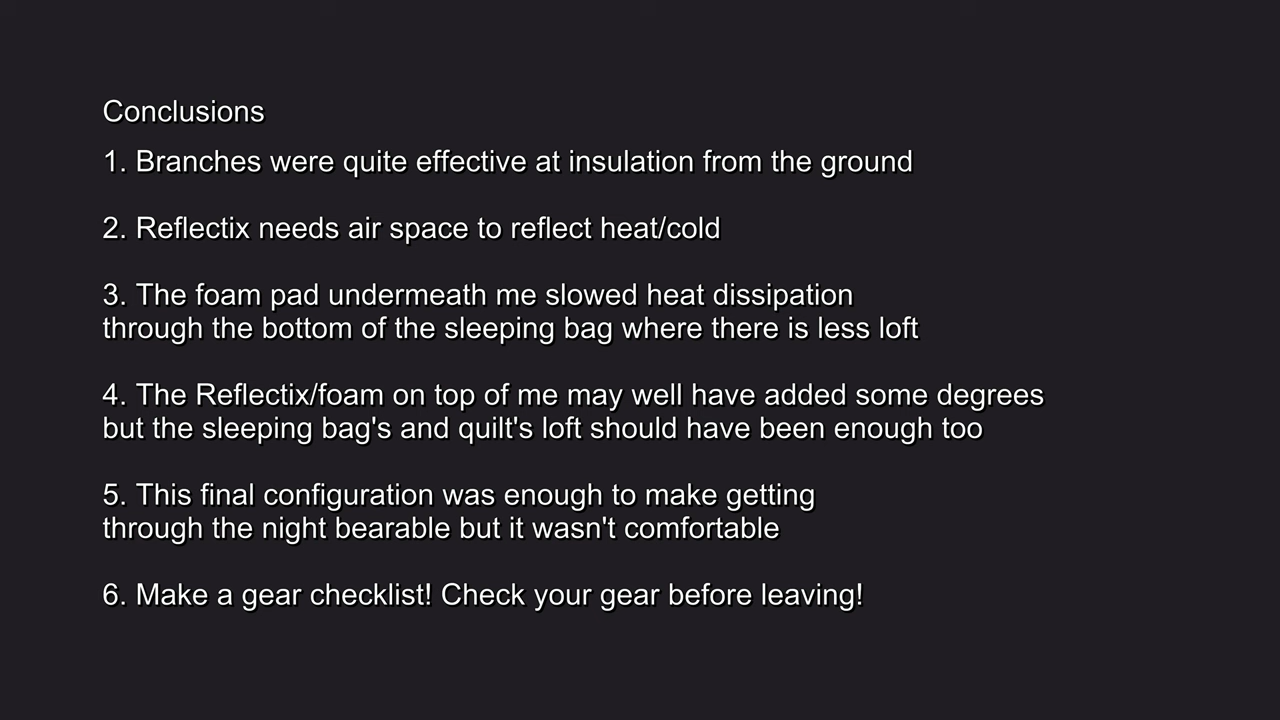 Conclusions
1. Branches were quite effective at insulation from the ground
2. Reflectix needs air space to reflect heat/cold
3. The foam pad undermeath me slowed heat dissipation
through the bottom of the sleeping bag where there is less loft
4. The Reflectix/foam on top of me may well have added some degrees
but the sleeping bag's and quilt's loft should have been enough too
5. This final configuration was enough to make getting
through the night bearable but it wasn't comfortable
6. Make a gear checklist! Check your gear before leaving!